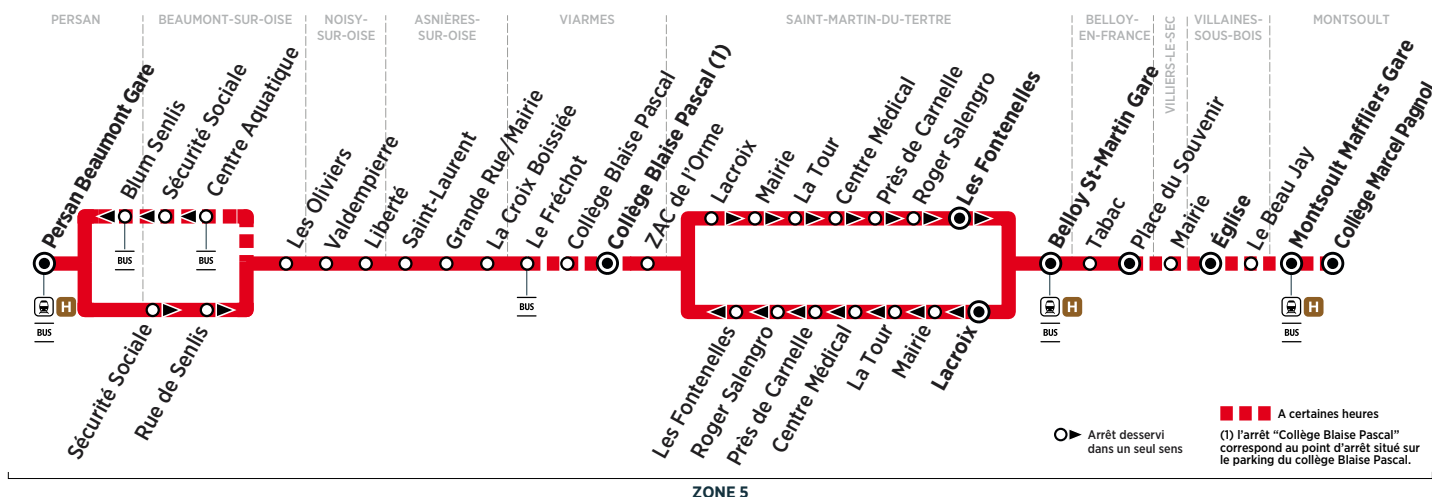 PERSAN
BEAUMONT-SUR-OISE
NOISY-
SUR-OISE
ASNIÈRES-
SUR-OISE
VIARMES
SAINT-MARTIN-DU-TERTRE
BELLOY-
EN-FRANCE
VILLIERS-LE-SEC
VILLAINES-
SOUS-BOIS
MONTSOULT
Persan Beaumont Gare
Blum Senlis
Sécurité Sociale
Centre Aquatique
Les Oliviers
Valdempierre
Liberté
Saint-Laurent
Grande Rue/Mairie
La Croix Boissiée
Le Fréchot
Collège Blaise Pascal
Collège Blaise Pascal (1)
ZAC de l'Orme
Lacroix
Mairie
La Tour
Centre Médical
Près de Carnelle
Roger Salengro
Les Fontenelles
Belloy St-Martin Gare
Tabac
Place du Souvenir
Mairie
Église
Le Beau Jay
Montsoult Maffliers Gare
Collège Marcel Pagnol
BUS
BUS
H
BUS
BUS
H
BUS
H
BUS
Sécurité Sociale
Rue de Senlis
Les Fontenelles
Roger Salengro
Près de Carnelle
Centre Médical
La Tour
Mairie
Lacroix
Arrêt desservi
dans un seul sens
A certaines heures
(1) l'arrêt “Collège Blaise Pascal”
correspond au point d'arrêt situé sur
le parking du collège Blaise Pascal.
ZONE 5